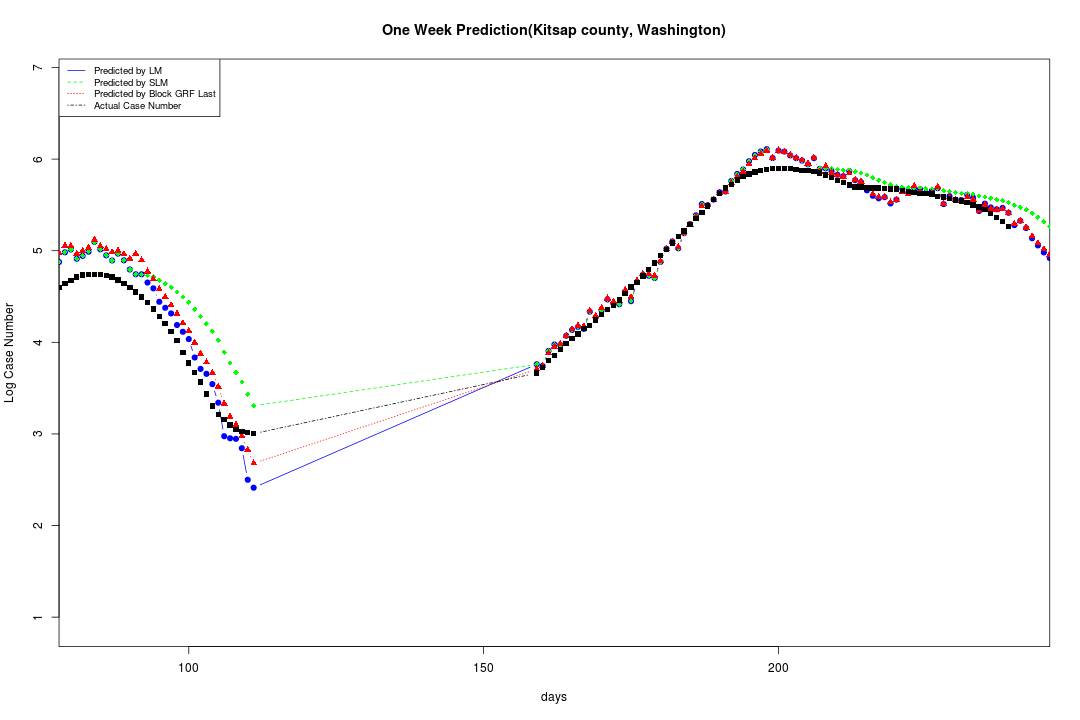 One Week Prediction(Kitsap county, Washington)
Predicted by LM
Predicted by SLM
Predicted by Block GRF Last
Actual Case Number
7
6
5
4
3
2
1
Log Case Number
100 150 200
days